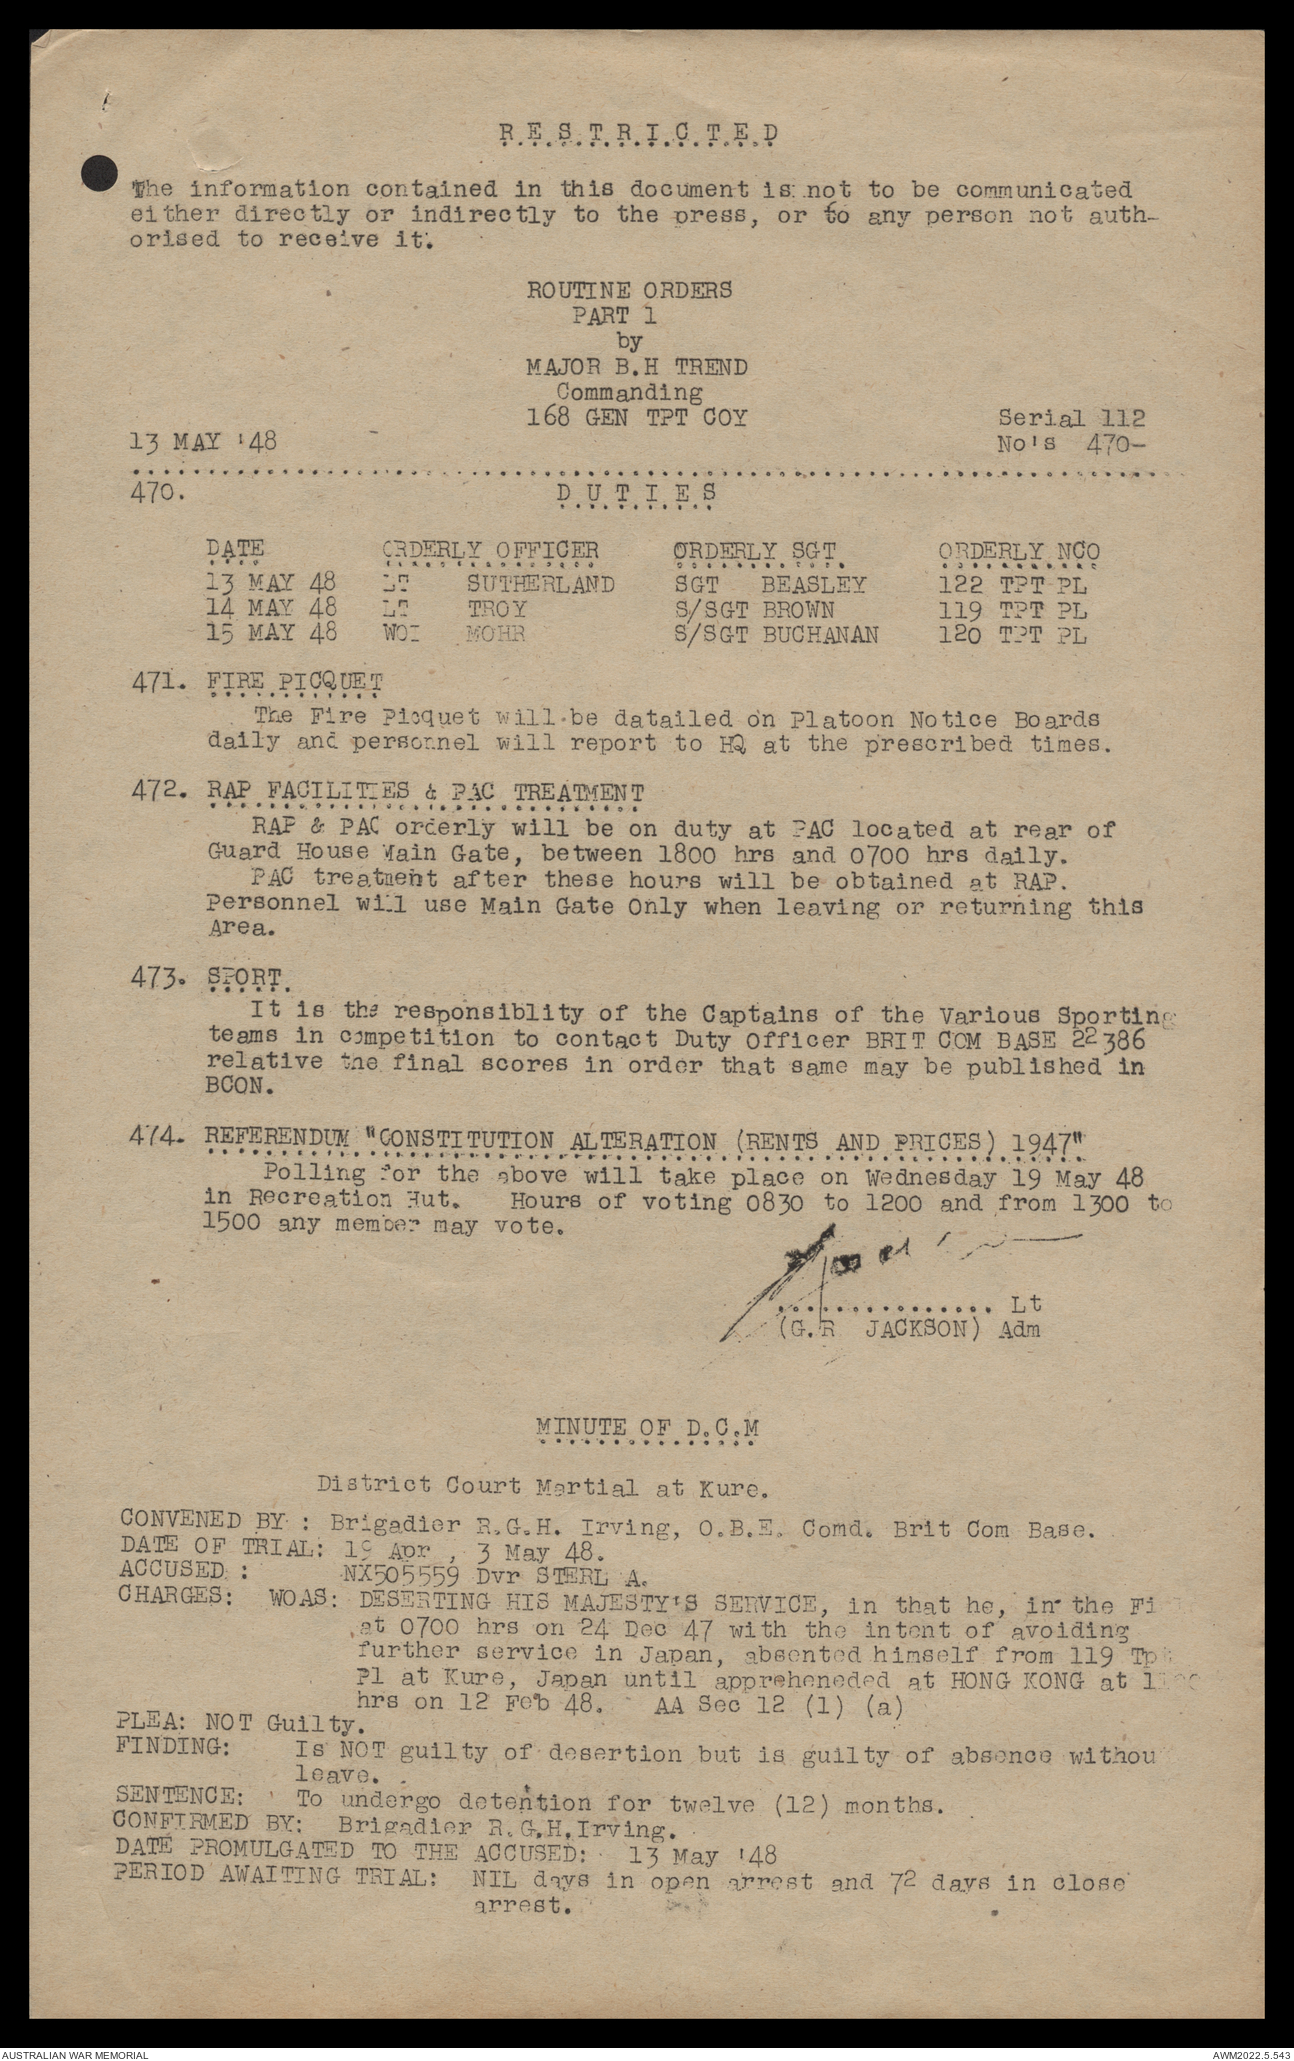 R E S T R I C T E D
The information contained in this document is not to be communicated
either directly or indirectly to the press, or to any person not auth-
orised to receive it.
ROUTINE ORDERS
PART 1
by
MAJOR B.H TREND
Commanding
168 GEN TPT COY
Serial 112
13 MAY '48
No's 470-
470. D U T I E S
DATE ORDERLY OFFICER ORDERLY SGT ORDERLY NCO
13 MAY 48 LT SUTHERLAND SGT BEASLEY 122 TPT PL
14 MAY 48 LT TROY S/SGT BROWN 119 TPT PL
15 MAY 48 WOI MOHR S/SGT BUCHANAN 120 TPT PL
471. FIRE PICQUET
The Fire Picquet will be datailed on Platoon Notice Boards
daily and personnel will report to HQ at the prescribed times.
472. RAP FACILITIES & PAC TREATMENT
RAP & PAC orderly will be on duty at PAC located at rear of
Guard House Main Gate, between 1800 hrs and 0700 hrs daily.
PAC treatment after these hours will be obtained at RAP.
Personnel will use Main Gate Only when leaving or returning this
Area.
473. SPORT.
It is the responsiblity of the Captains of the Various Sporting
teams in competition to contact Duty Officer BRIT COM BASE 22386
relative the final scores in order that same may be published in
BCON.
474. REFERENDUM "CONSTITUTION ALTERATION (RENTS AND PRICES) 1947"
Polling for the above will take place on Wednesday 19 May 48
in Recreation Hut. Hours of voting 0830 to 1200 and from 1300 to
1500 any member may vote.
............... Lt
(G.R JACKSON) Adm
MINUTE OF D.C.M
District Court Martial at Kure.
CONVENED BY : Brigadier R.G.H. Irving, O.B.E. Comd. Brit Com Base.
DATE OF TRIAL: 19 Apr , 3 May 48.
ACCUSED : NX505559 Dvr STERL A.
CHARGES: WOAS: DESERTING HIS MAJESTY'S SERVICE, in that he, in the
at 0700 hrs on 24 Dec 47 with the intent of avoiding
further service in Japan, absented himself from 119 Tpt
Pl at Kure, Japan until appreheneded at HONG KONG at
hrs on 12 Feb 48. AA Sec 12 (1) (a)
PLEA: NOT Guilty.
FINDING: Is NOT guilty of desertion but is guilty of absence withou
leave.
SENTENCE: To undergo detention for twelve (12) months.
CONFIRMED BY: Brigadier R.G.H.Irving.
DATE PROMULGATED TO THE ACCUSED: 13 May '48
PERIOD AWAITING TRIAL: NIL days in open arrest and 72 days in close
arrest.
AUSTRALIAN WAR MEMORIAL
AWM2022.5.543